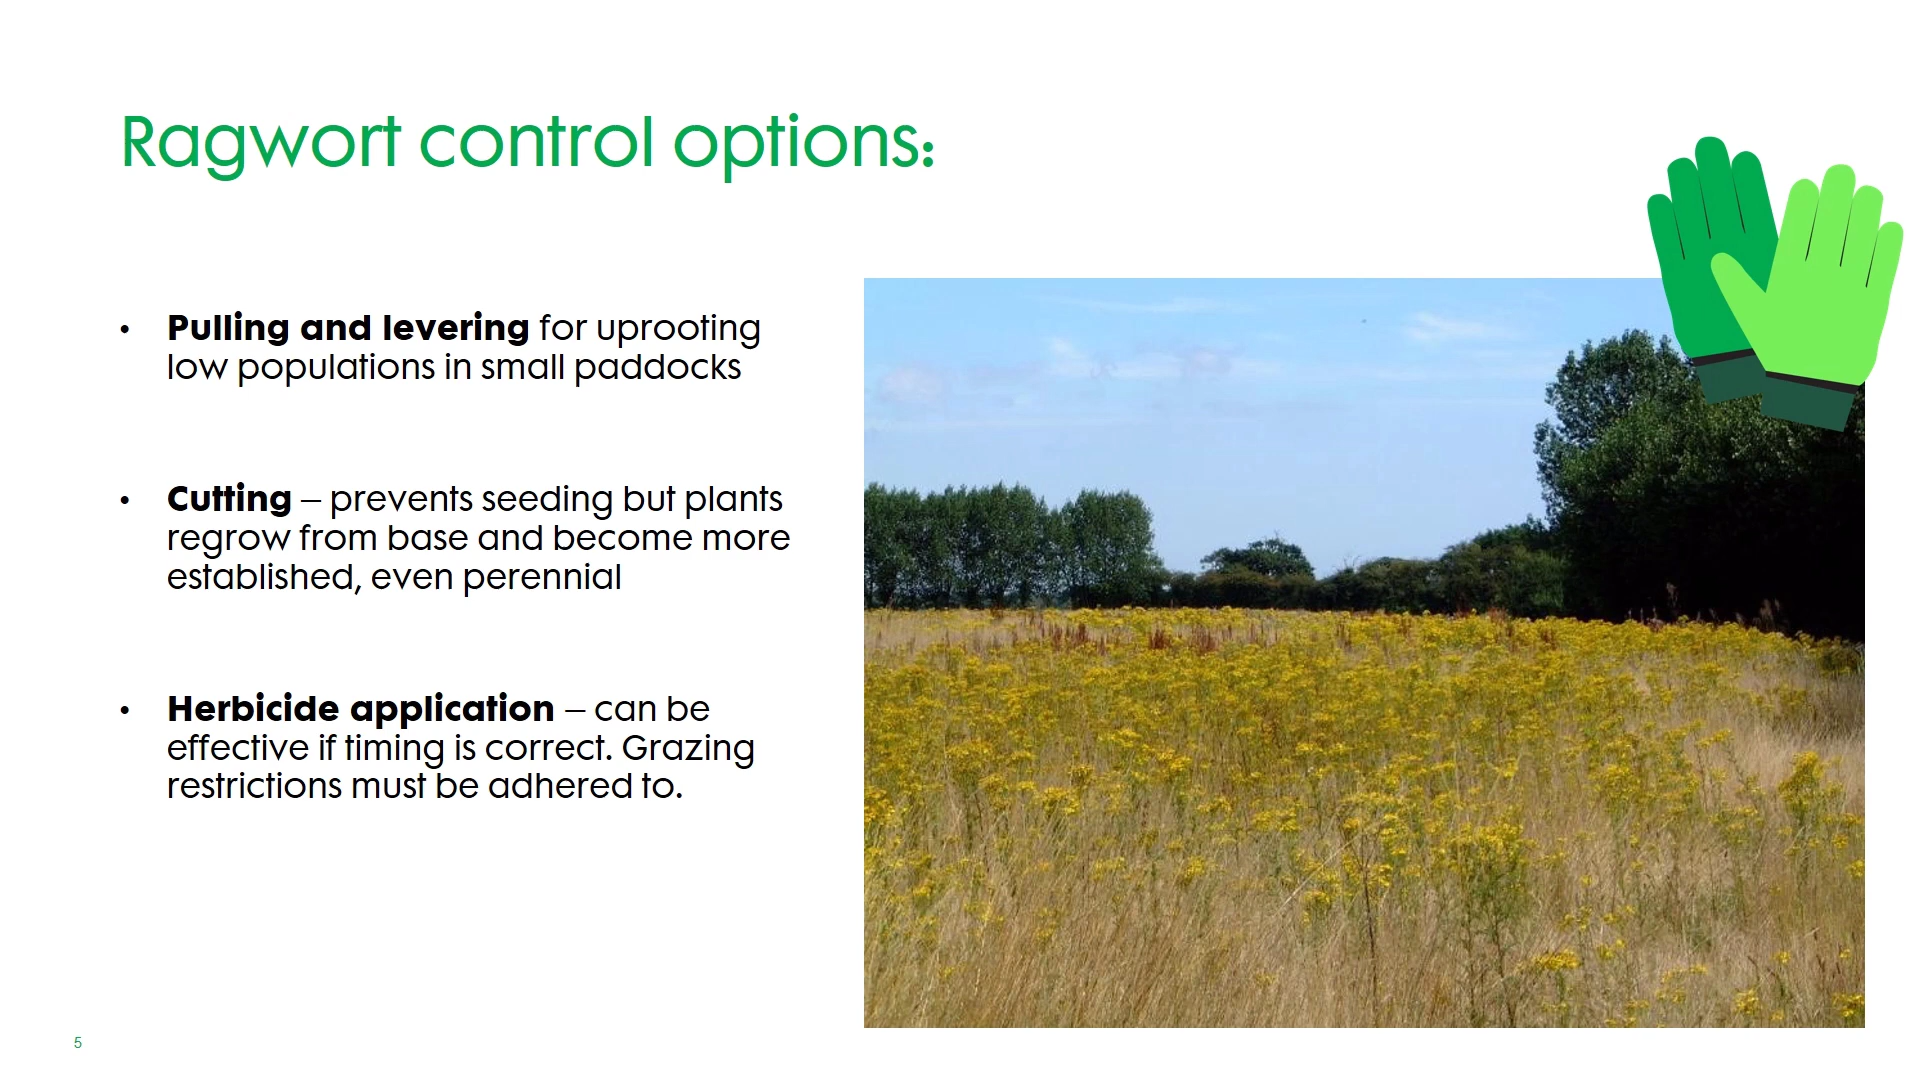 Ragwort control options:
• Pulling and levering for uprooting
low populations in small paddocks
• Cutting – prevents seeding but plants
regrow from base and become more
established, even perennial
• Herbicide application – can be
effective if timing is correct. Grazing
restrictions must be adhered to.
5